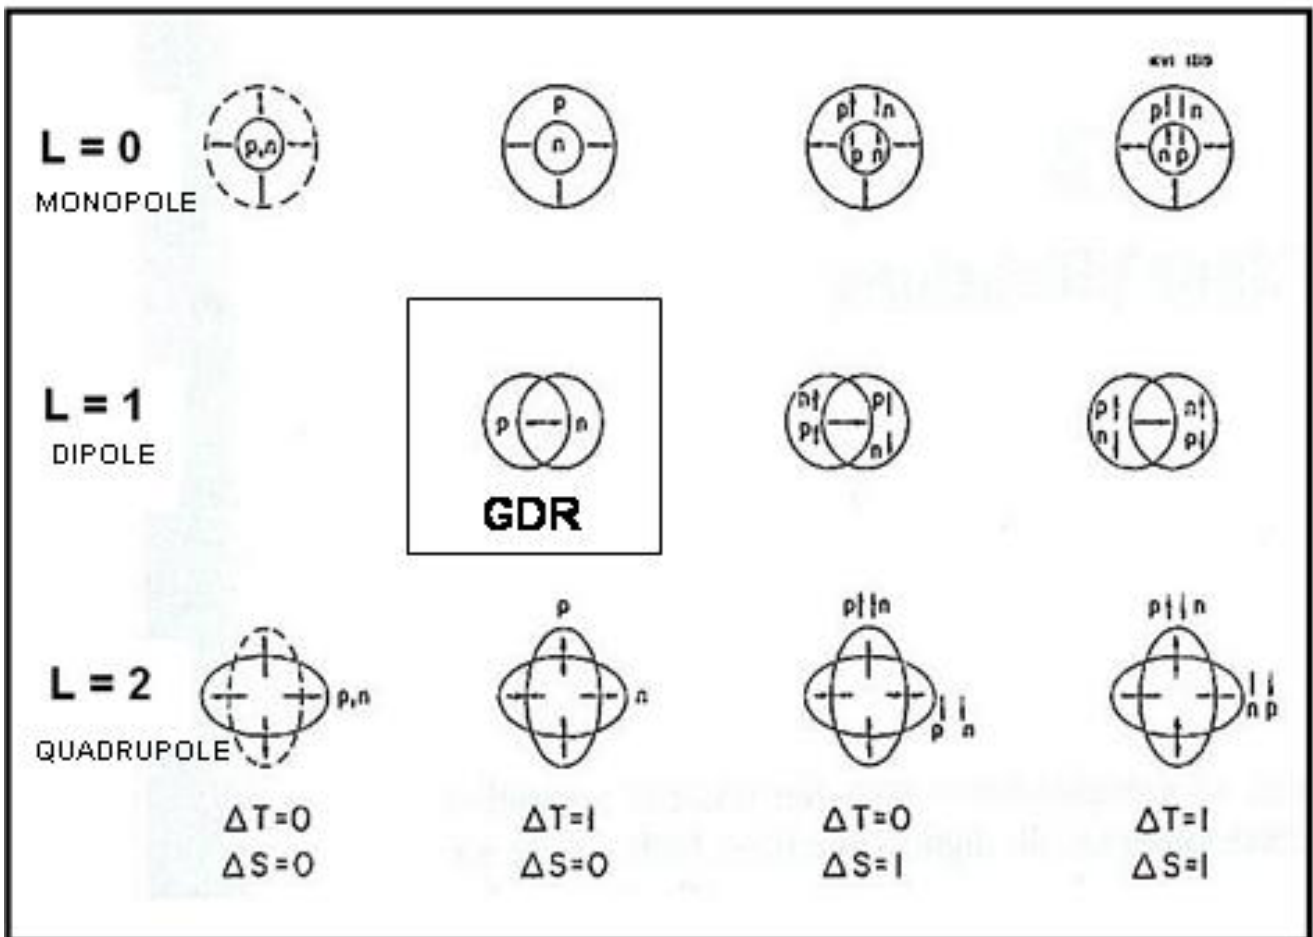 L = 0
MONOPOLE
p,n
p
n
p n
p n
p n
n p
L = 1
DIPOLE
p n
GDR
n p
p n
p n
n p
L = 2
QUADRUPOLE
p,n
p
n
p n
p n
p n
n p
ΔT=0
ΔS=0
ΔT=1
ΔS=0
ΔT=0
ΔS=1
ΔT=1
ΔS=1